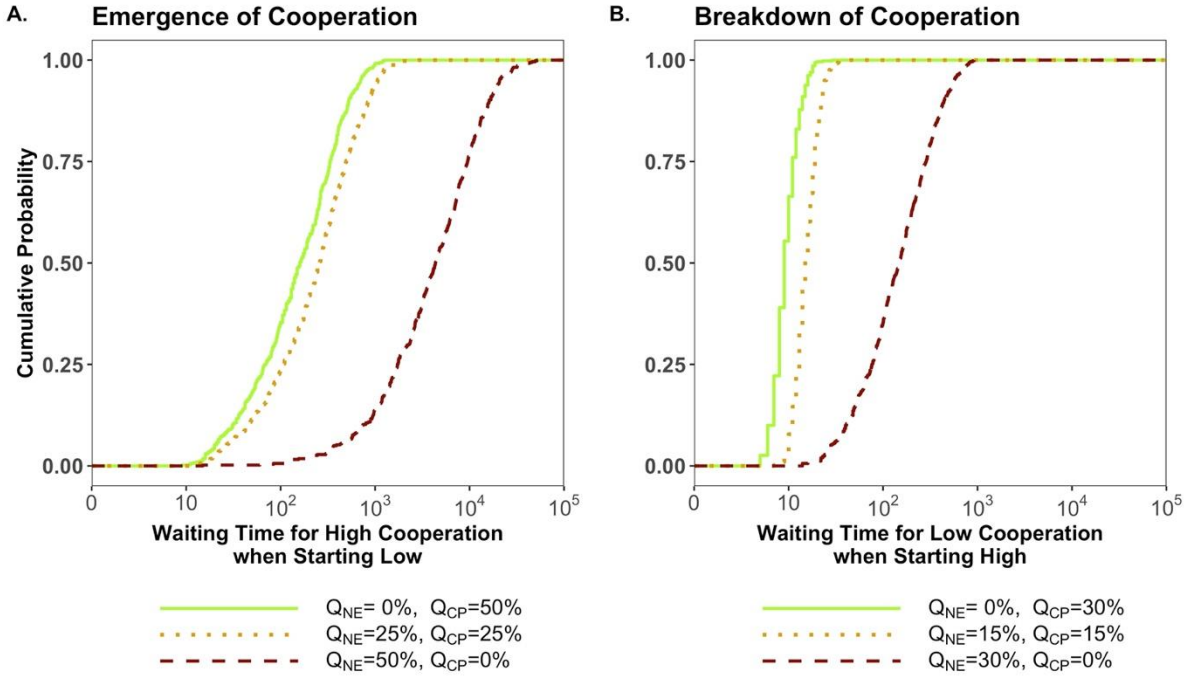 A. Emergence of Cooperation
Cumulative Probability
1.00
0.75
0.50
0.25
0.00
0 10 10² 10³ 10⁴ 10⁵
Waiting Time for High Cooperation
when Starting Low
Q_NE= 0%, Q_CP=50%
Q_NE=25%, Q_CP=25%
Q_NE=50%, Q_CP=0%
B. Breakdown of Cooperation
1.00
0.75
0.50
0.25
0.00
0 10 10² 10³ 10⁴ 10⁵
Waiting Time for Low Cooperation
when Starting High
Q_NE= 0%, Q_CP=30%
Q_NE=15%, Q_CP=15%
Q_NE=30%, Q_CP=0%